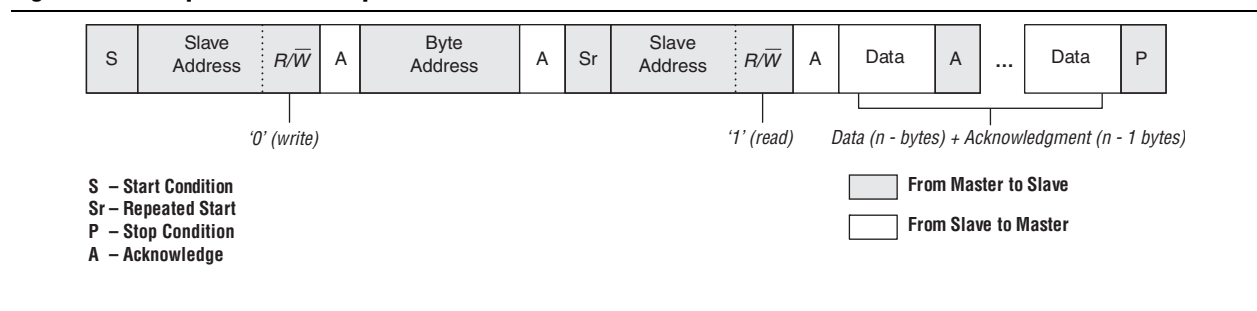 S Slave Address R/W̅ A Byte Address A Sr Slave Address R/W̅ A Data A ... Data P
‘0’ (write) ‘1’ (read) Data (n - bytes) + Acknowledgment (n - 1 bytes)
S – Start Condition
Sr – Repeated Start
P – Stop Condition
A – Acknowledge
From Master to Slave
From Slave to Master